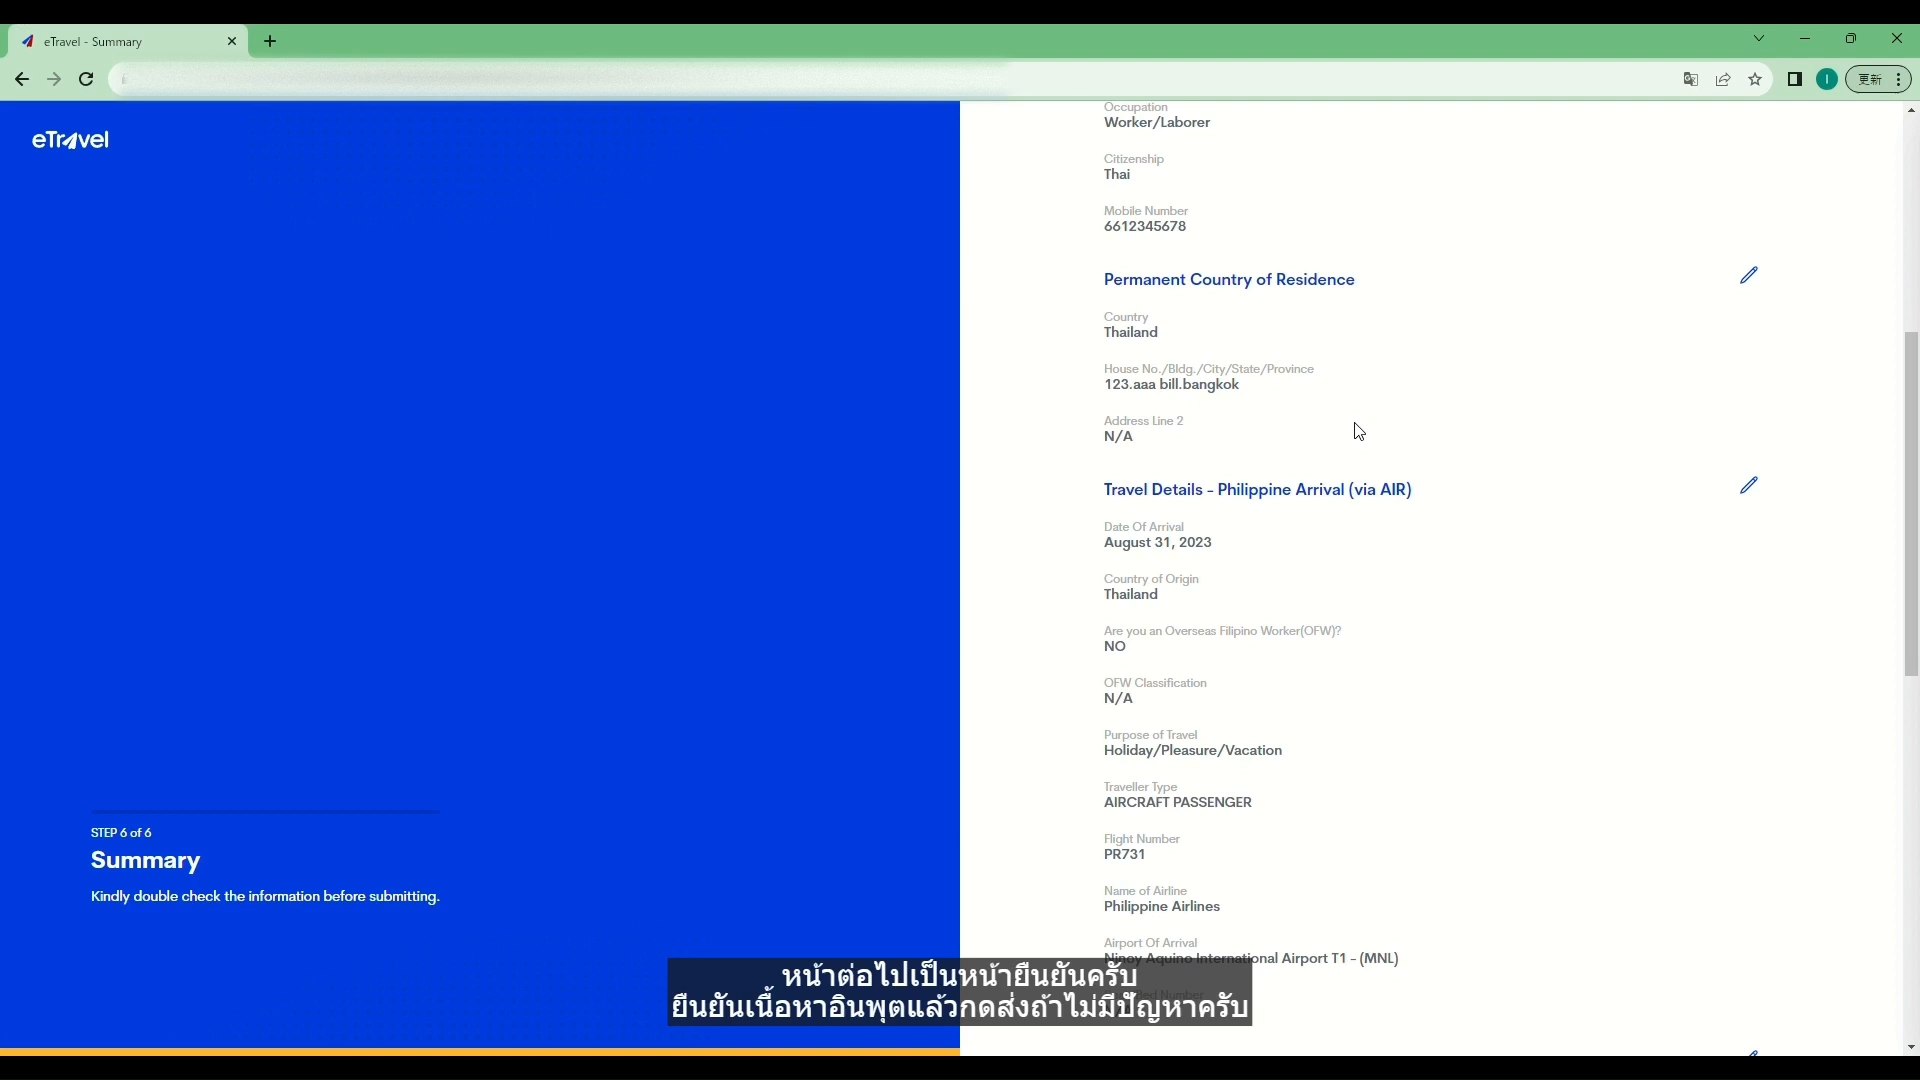 eTravel - Summary
更新
eTravel
Occupation
Worker/Laborer
Citizenship
Thai
Mobile Number
6612345678
Permanent Country of Residence
Country
Thailand
House No./Bldg./City/State/Province
123.aaa bill.bangkok
Address Line 2
N/A
Travel Details - Philippine Arrival (via AIR)
Date Of Arrival
August 31, 2023
Country of Origin
Thailand
Are you an Overseas Filipino Worker(OFW)?
NO
OFW Classification
N/A
Purpose of Travel
Holiday/Pleasure/Vacation
Traveller Type
AIRCRAFT PASSENGER
Flight Number
PR731
Name of Airline
Philippine Airlines
Airport Of Arrival
Ninoy Aquino International Airport T1 - (MNL)
STEP 6 of 6
Summary
Kindly double check the information before submitting.
หน้าต่อไปเป็นหน้ายืนยันครับ
ยืนยันเนื้อหาอินพุตแล้วกดส่งถ้าไม่มีปัญหาครับ